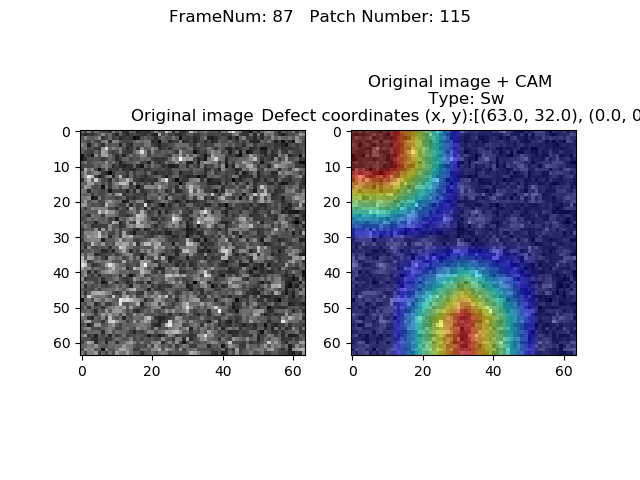 FrameNum: 87   Patch Number: 115
Original image + CAM
Type: Sw
Original image
Defect coordinates (x, y):[(63.0, 32.0), (0.0, 0
0
10
20
30
40
50
60
0 20 40 60
0
10
20
30
40
50
60
0 20 40 60